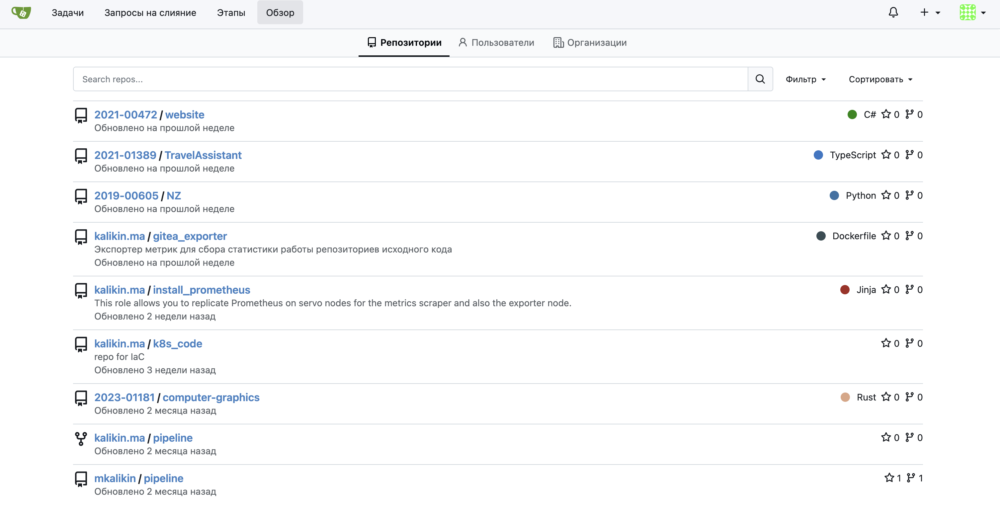 Задачи Запросы на слияние Этапы Обзор
Репозитории Пользователи Организации
Search repos...
Фильтр Сортировать
2021-00472 / website C# 0 0
Обновлено на прошлой неделе
2021-01389 / TravelAssistant TypeScript 0 0
Обновлено на прошлой неделе
2019-00605 / NZ Python 0 0
Обновлено на прошлой неделе
kalikin.ma / gitea_exporter Dockerfile 0 0
Экспортер метрик для сбора статистики работы репозиториев исходного кода
Обновлено на прошлой неделе
kalikin.ma / install_prometheus Jinja 0 0
This role allows you to replicate Prometheus on servo nodes for the metrics scraper and also the exporter node.
Обновлено 2 недели назад
kalikin.ma / k8s_code 0 0
repo for IaC
Обновлено 3 недели назад
2023-01181 / computer-graphics Rust 0 0
Обновлено 2 месяца назад
kalikin.ma / pipeline 0 0
Обновлено 2 месяца назад
mkalikin / pipeline 1 1
Обновлено 2 месяца назад